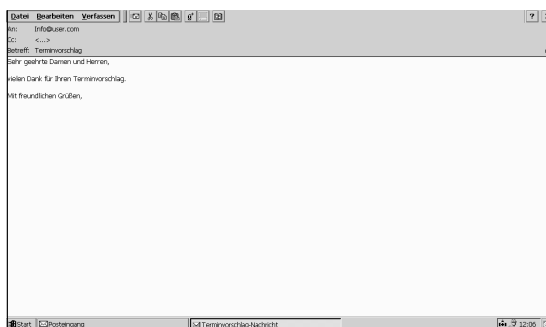 Datei Bearbeiten Verfassen ?
An: Info@user.com
Cc: <...>
Betreff: Terminvorschlag
Sehr geehrte Damen und Herren,
vielen Dank für Ihren Terminvorschlag.
Mit freundlichen Grüßen,
Start Posteingang Terminvorschlag-Nachricht 12:06